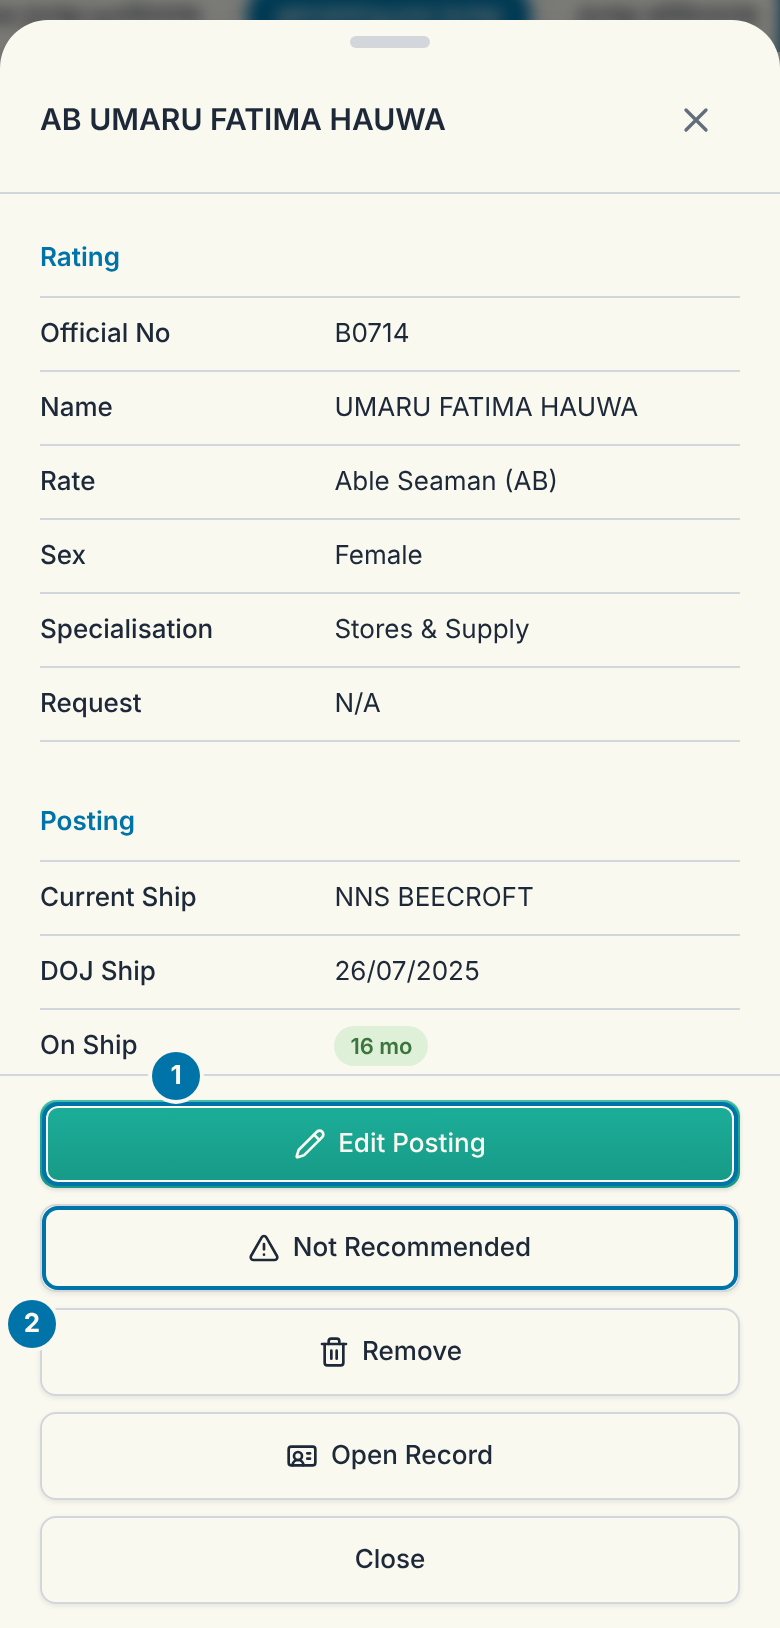 AB UMARU FATIMA HAUWA
Rating
Official No B0714
Name UMARU FATIMA HAUWA
Rate Able Seaman (AB)
Sex Female
Specialisation Stores & Supply
Request N/A
Posting
Current Ship NNS BEECROFT
DOJ Ship 26/07/2025
On Ship 16 mo
1
Edit Posting
Not Recommended
2
Remove
Open Record
Close